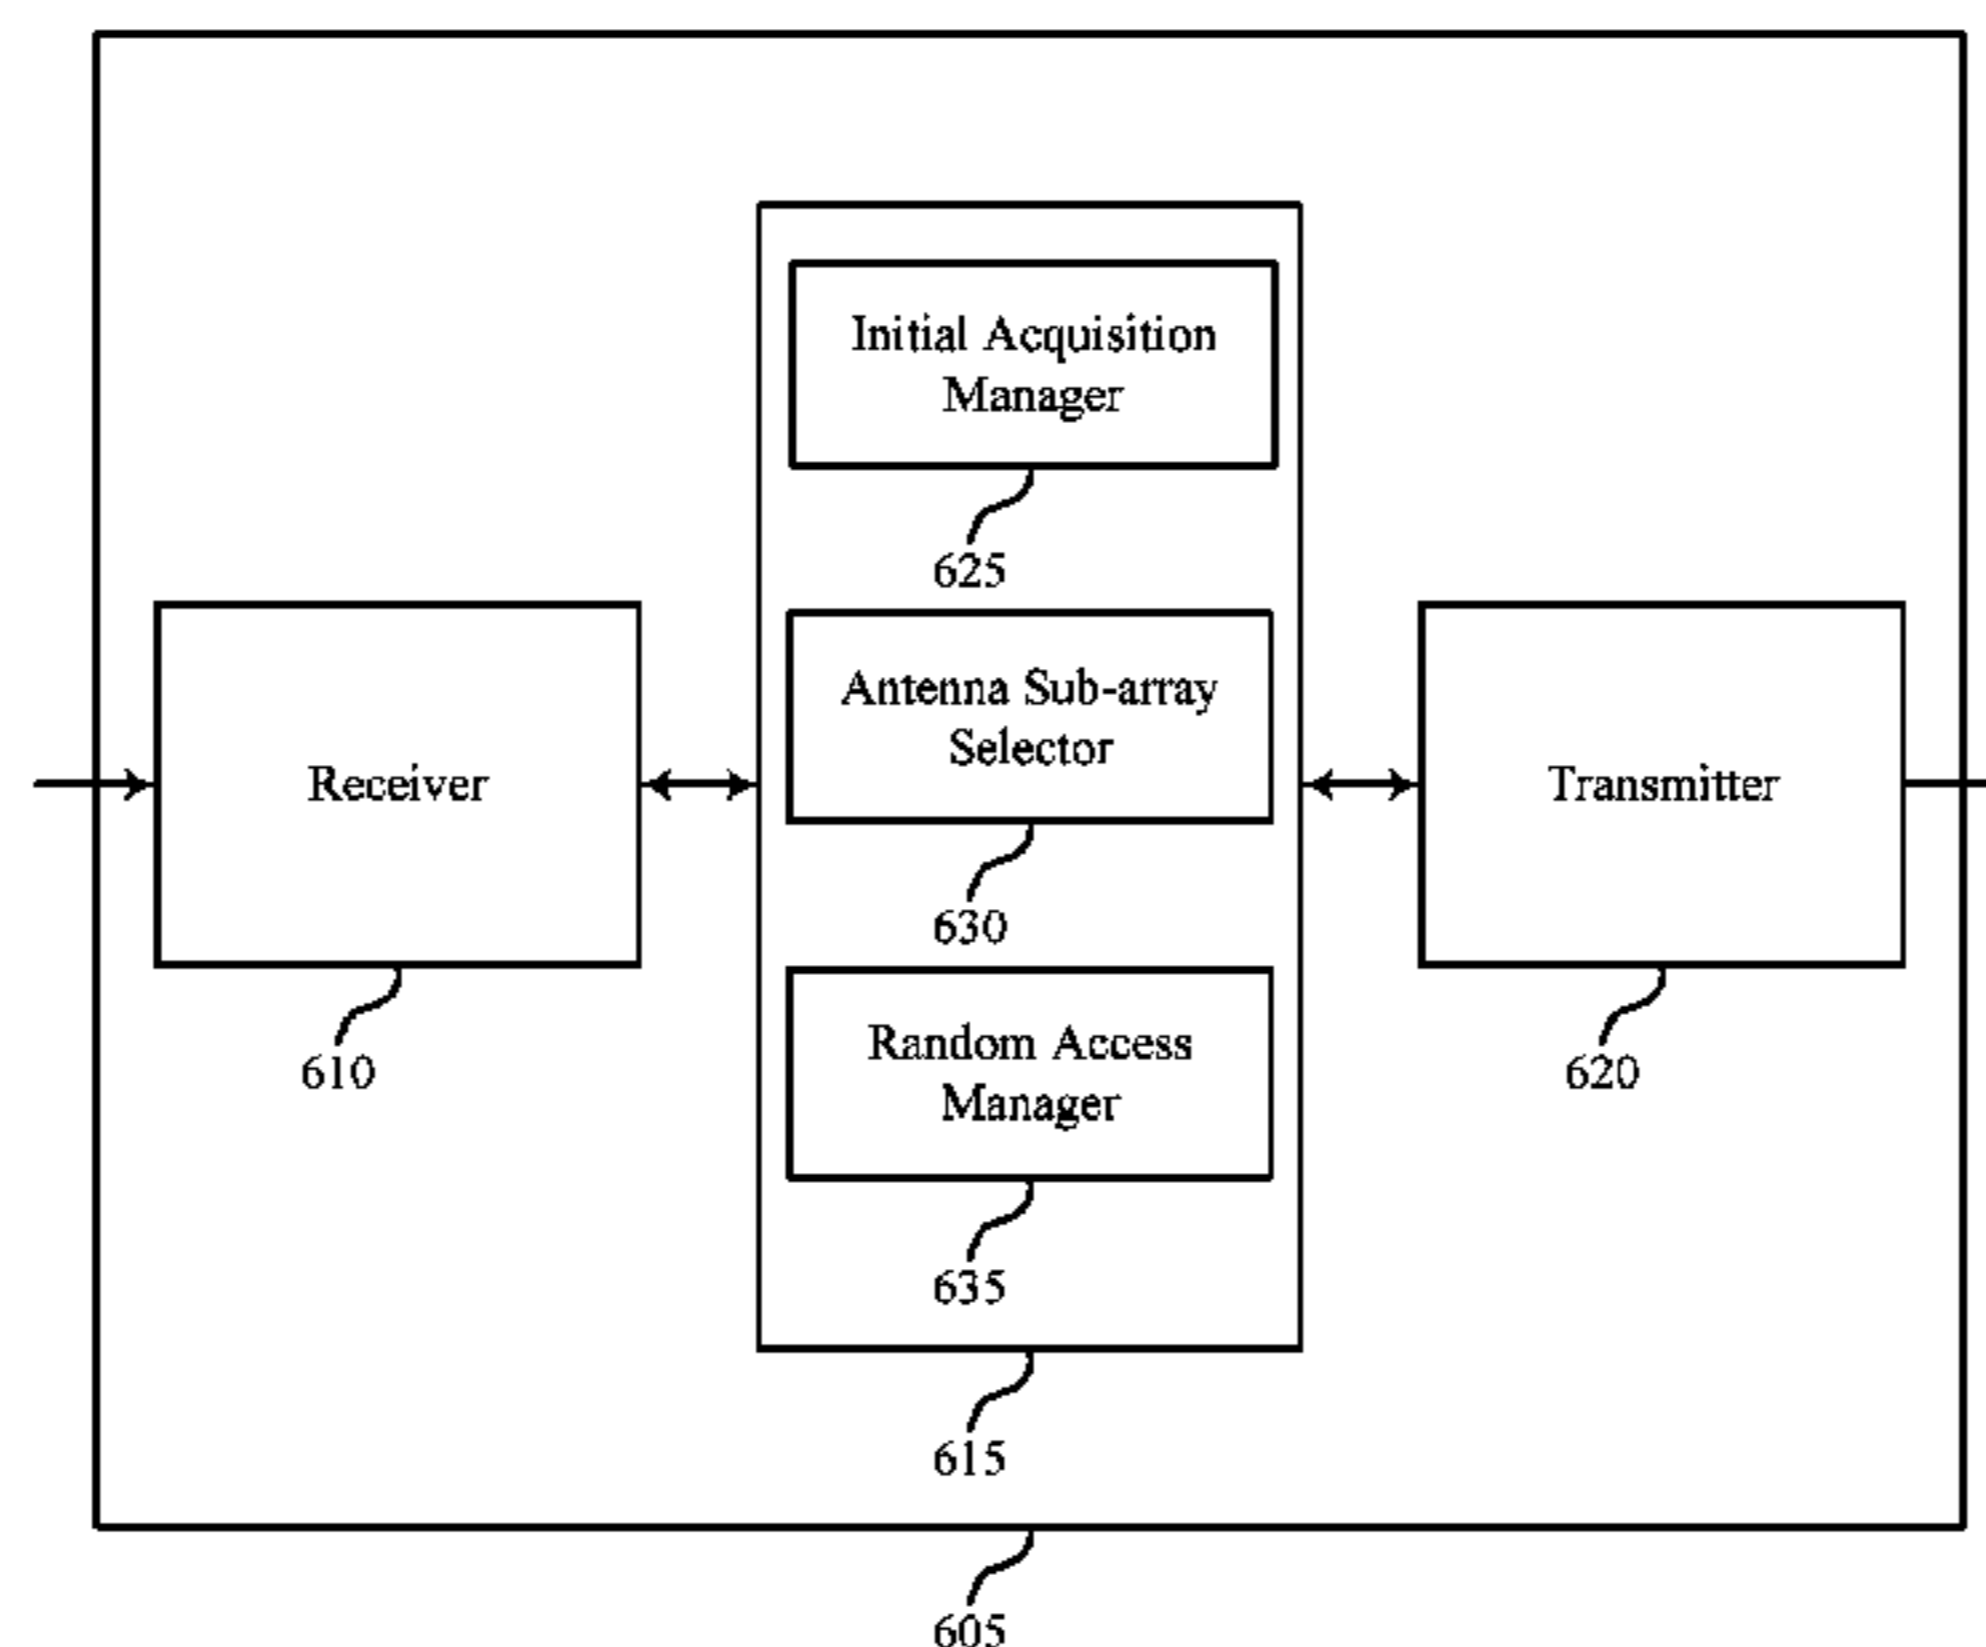 Initial Acquisition
Manager
625
Antenna Sub-array
Selector
630
Receiver
610
Transmitter
620
Random Access
Manager
635
615
605